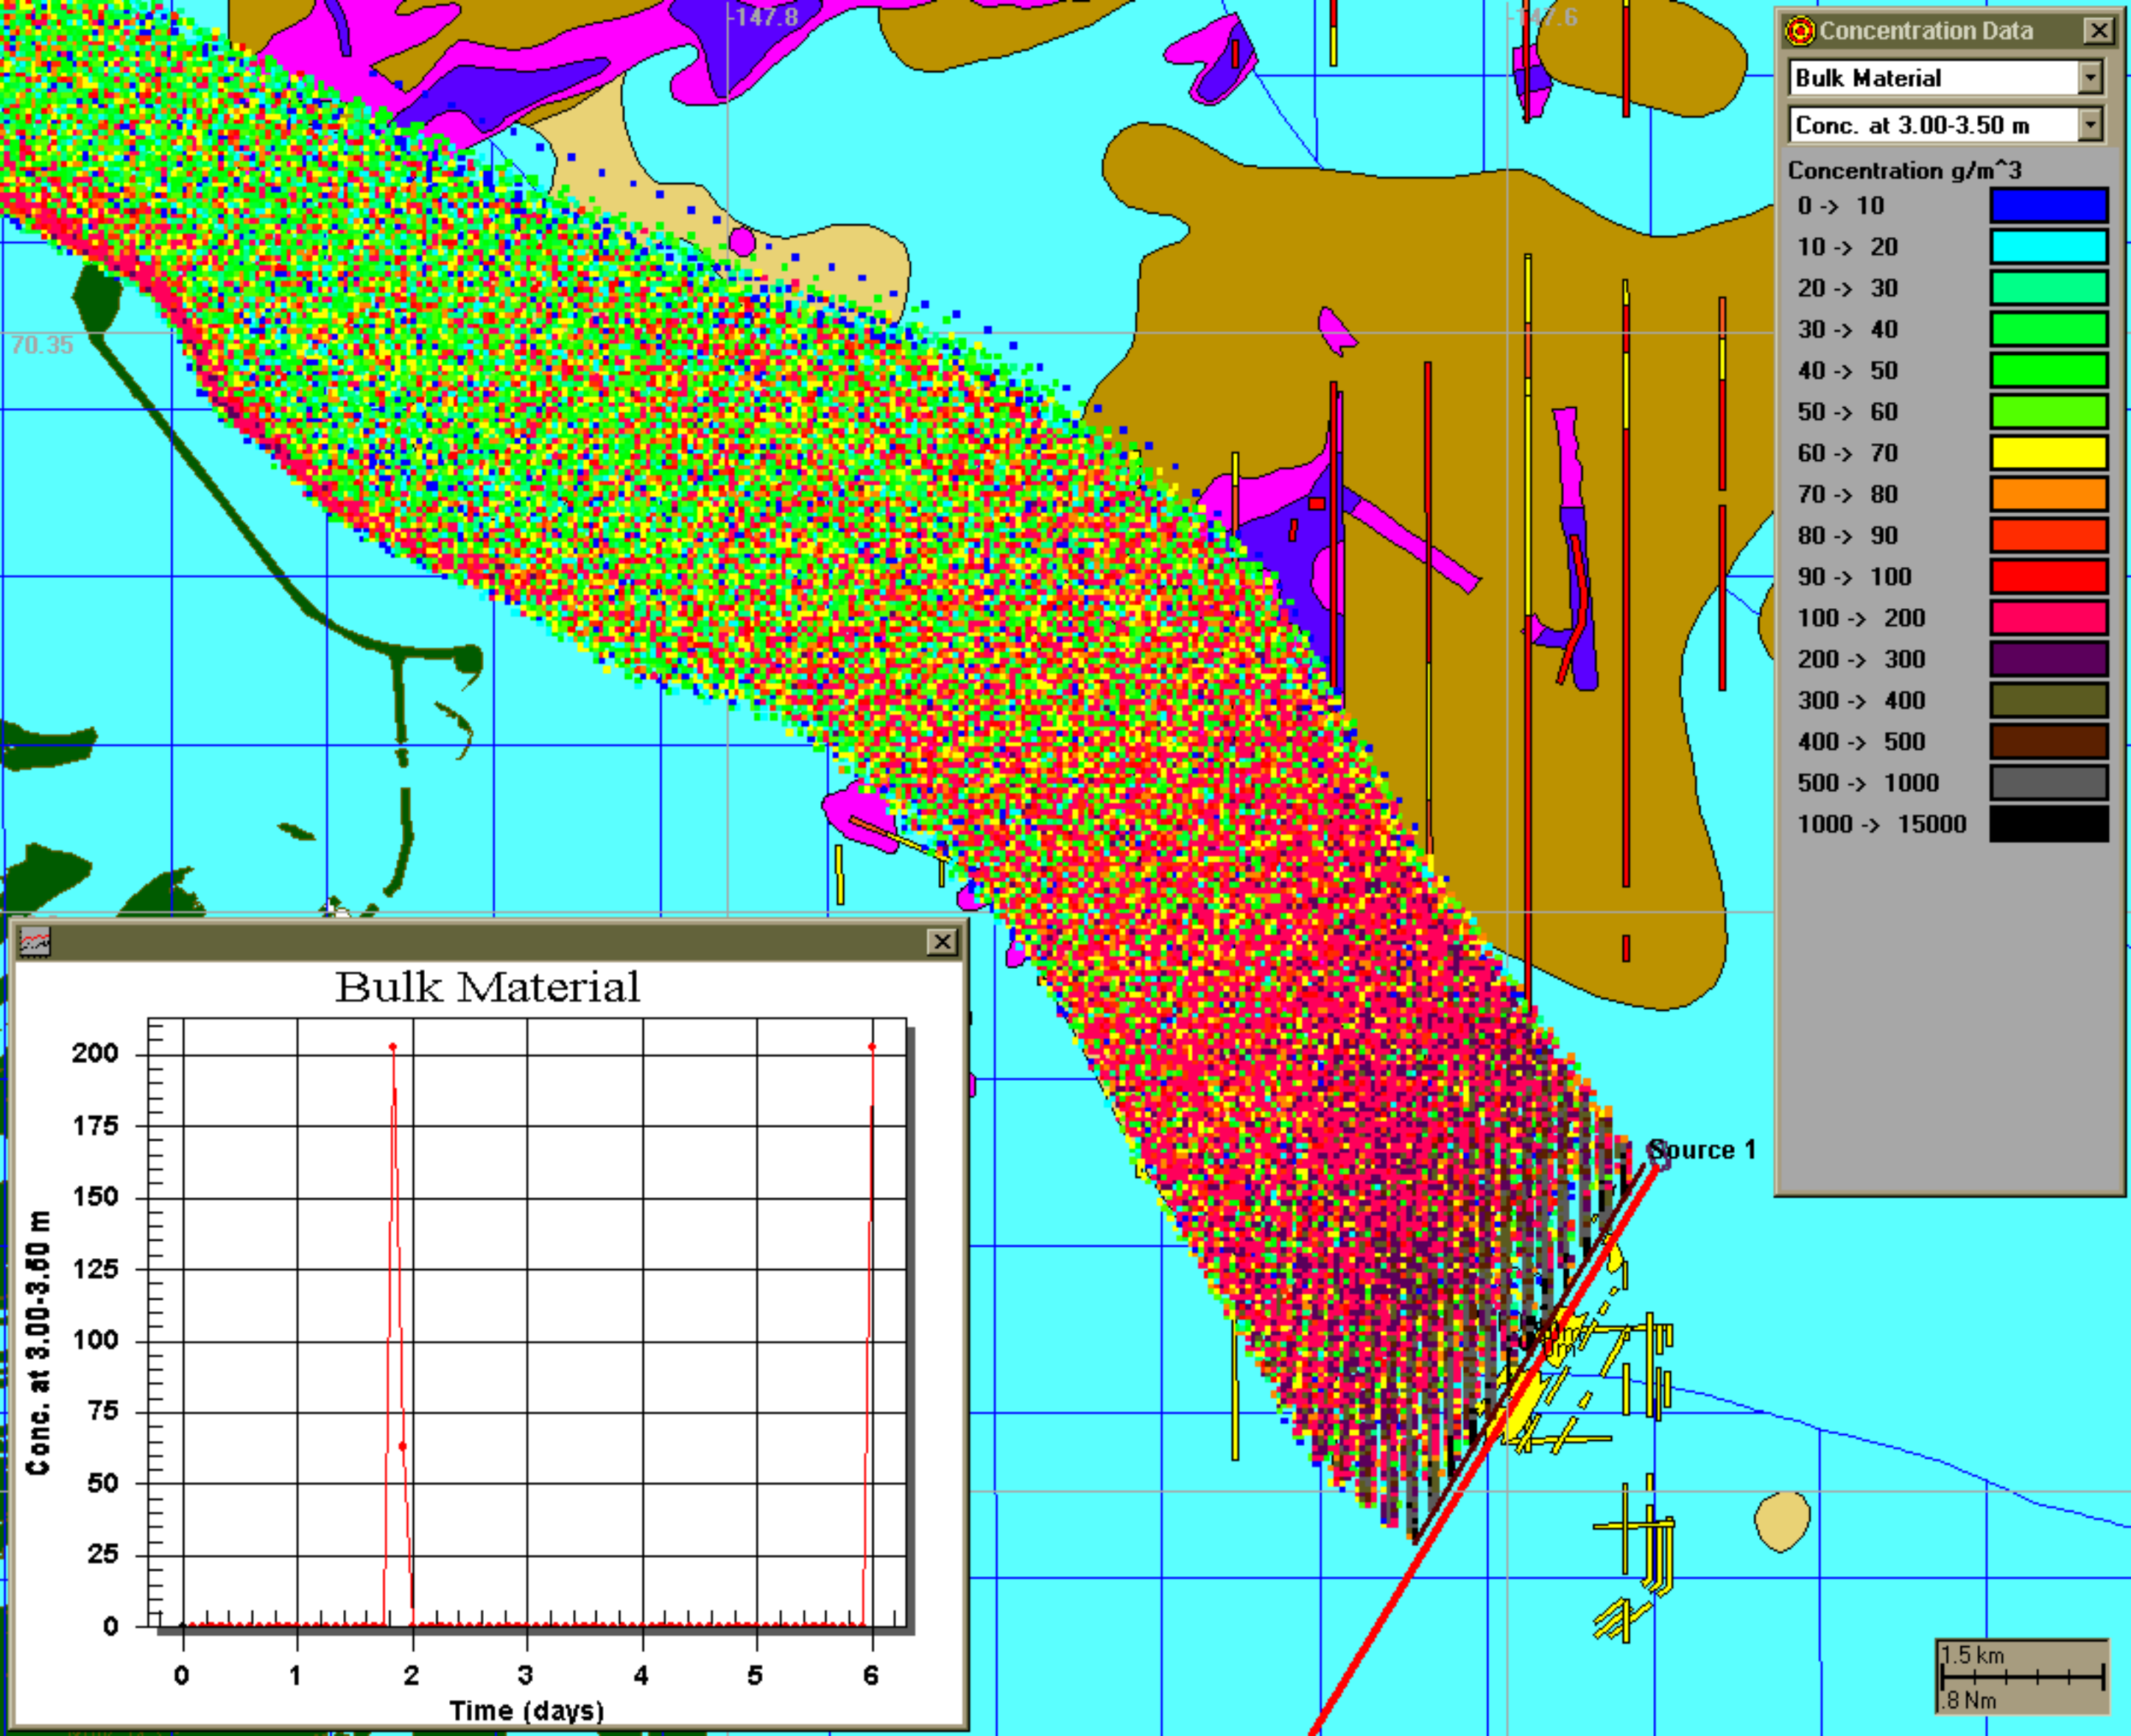 -147.8
-147.6
70.35
Concentration Data
Bulk Material
Conc. at 3.00-3.50 m
Concentration g/m^3
0 -> 10
10 -> 20
20 -> 30
30 -> 40
40 -> 50
50 -> 60
60 -> 70
70 -> 80
80 -> 90
90 -> 100
100 -> 200
200 -> 300
300 -> 400
400 -> 500
500 -> 1000
1000 -> 15000
Source 1
Bulk Material
Conc. at 3.00-3.50 m
200
175
150
125
100
75
50
25
0
0 1 2 3 4 5 6
Time (days)
1.5 km
.8 Nm